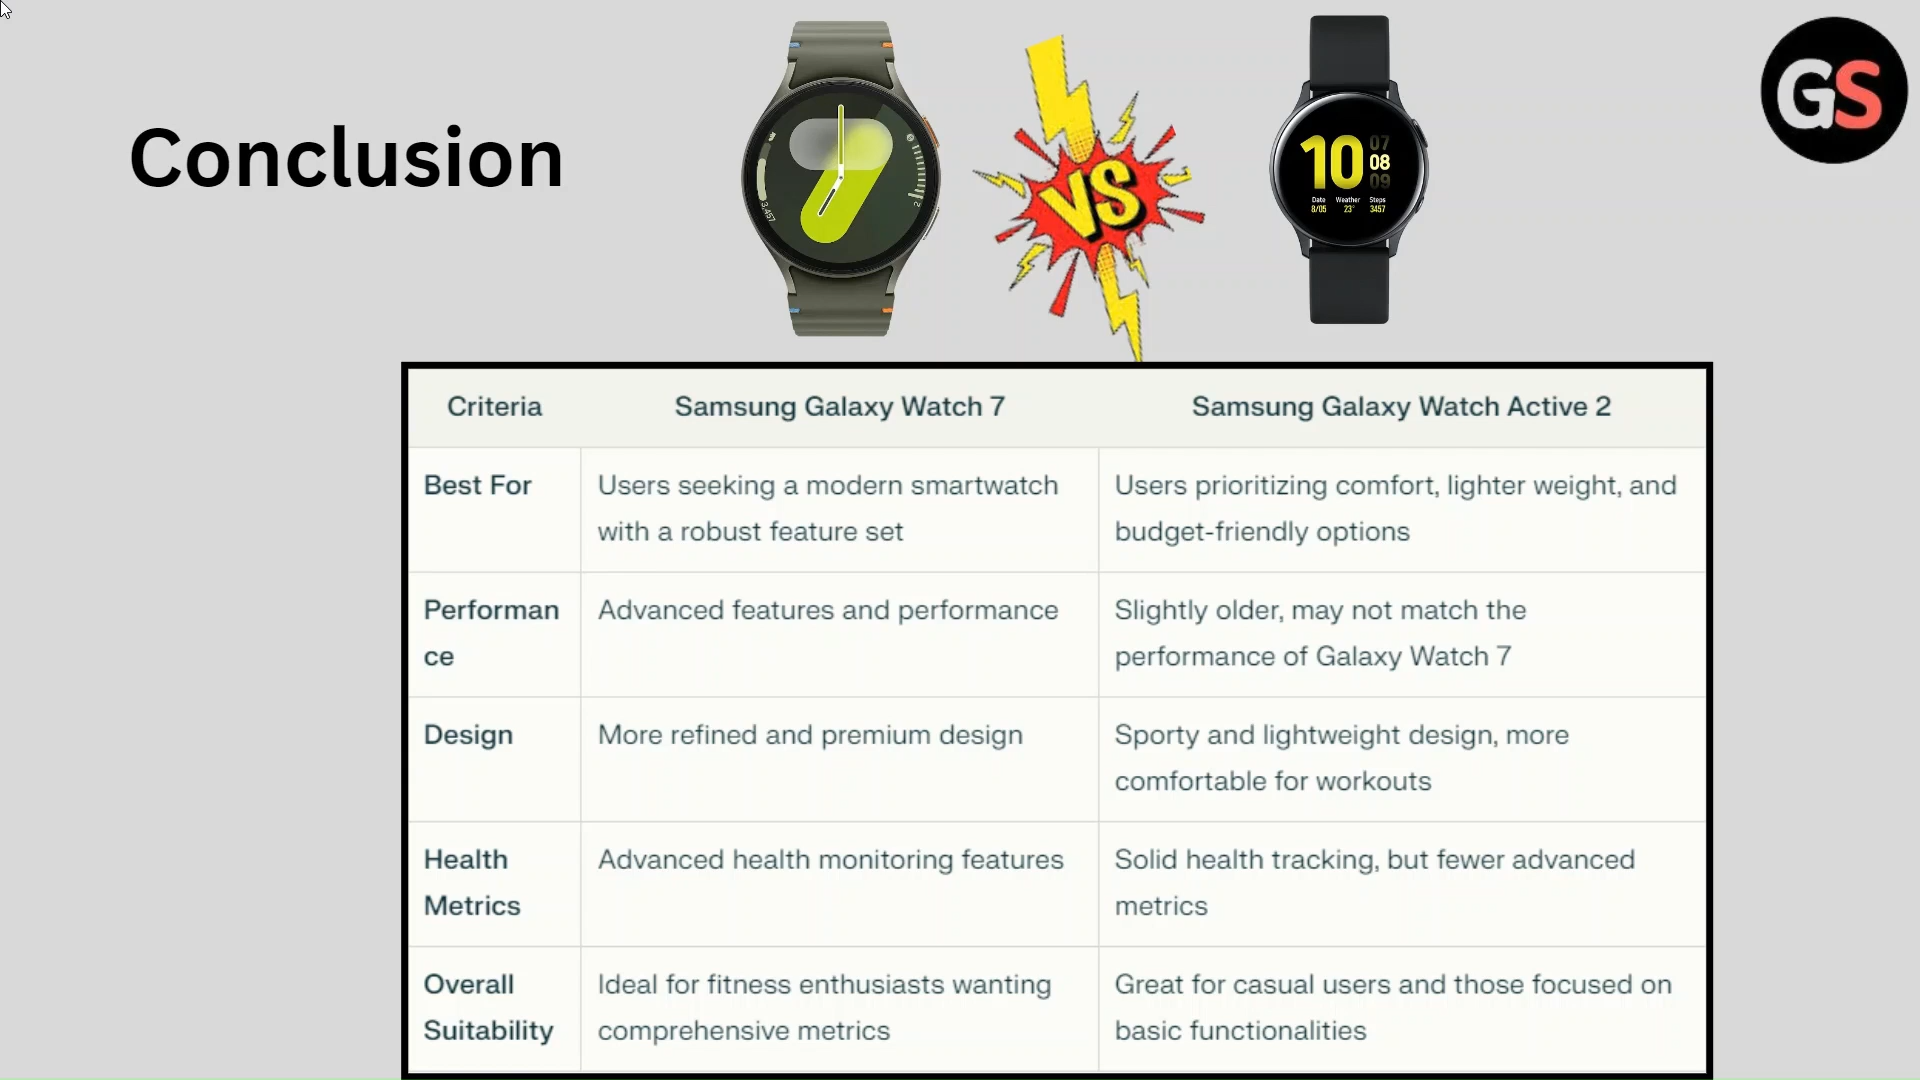 Conclusion
3,457
2
VS
10
07
08
09
Date Weather Steps
8/05 23° 3457
GS
Criteria Samsung Galaxy Watch 7 Samsung Galaxy Watch Active 2
Best For Users seeking a modern smartwatch Users prioritizing comfort, lighter weight, and
with a robust feature set budget-friendly options
Performan Advanced features and performance Slightly older, may not match the
ce performance of Galaxy Watch 7
Design More refined and premium design Sporty and lightweight design, more
comfortable for workouts
Health Advanced health monitoring features Solid health tracking, but fewer advanced
Metrics metrics
Overall Ideal for fitness enthusiasts wanting Great for casual users and those focused on
Suitability comprehensive metrics basic functionalities